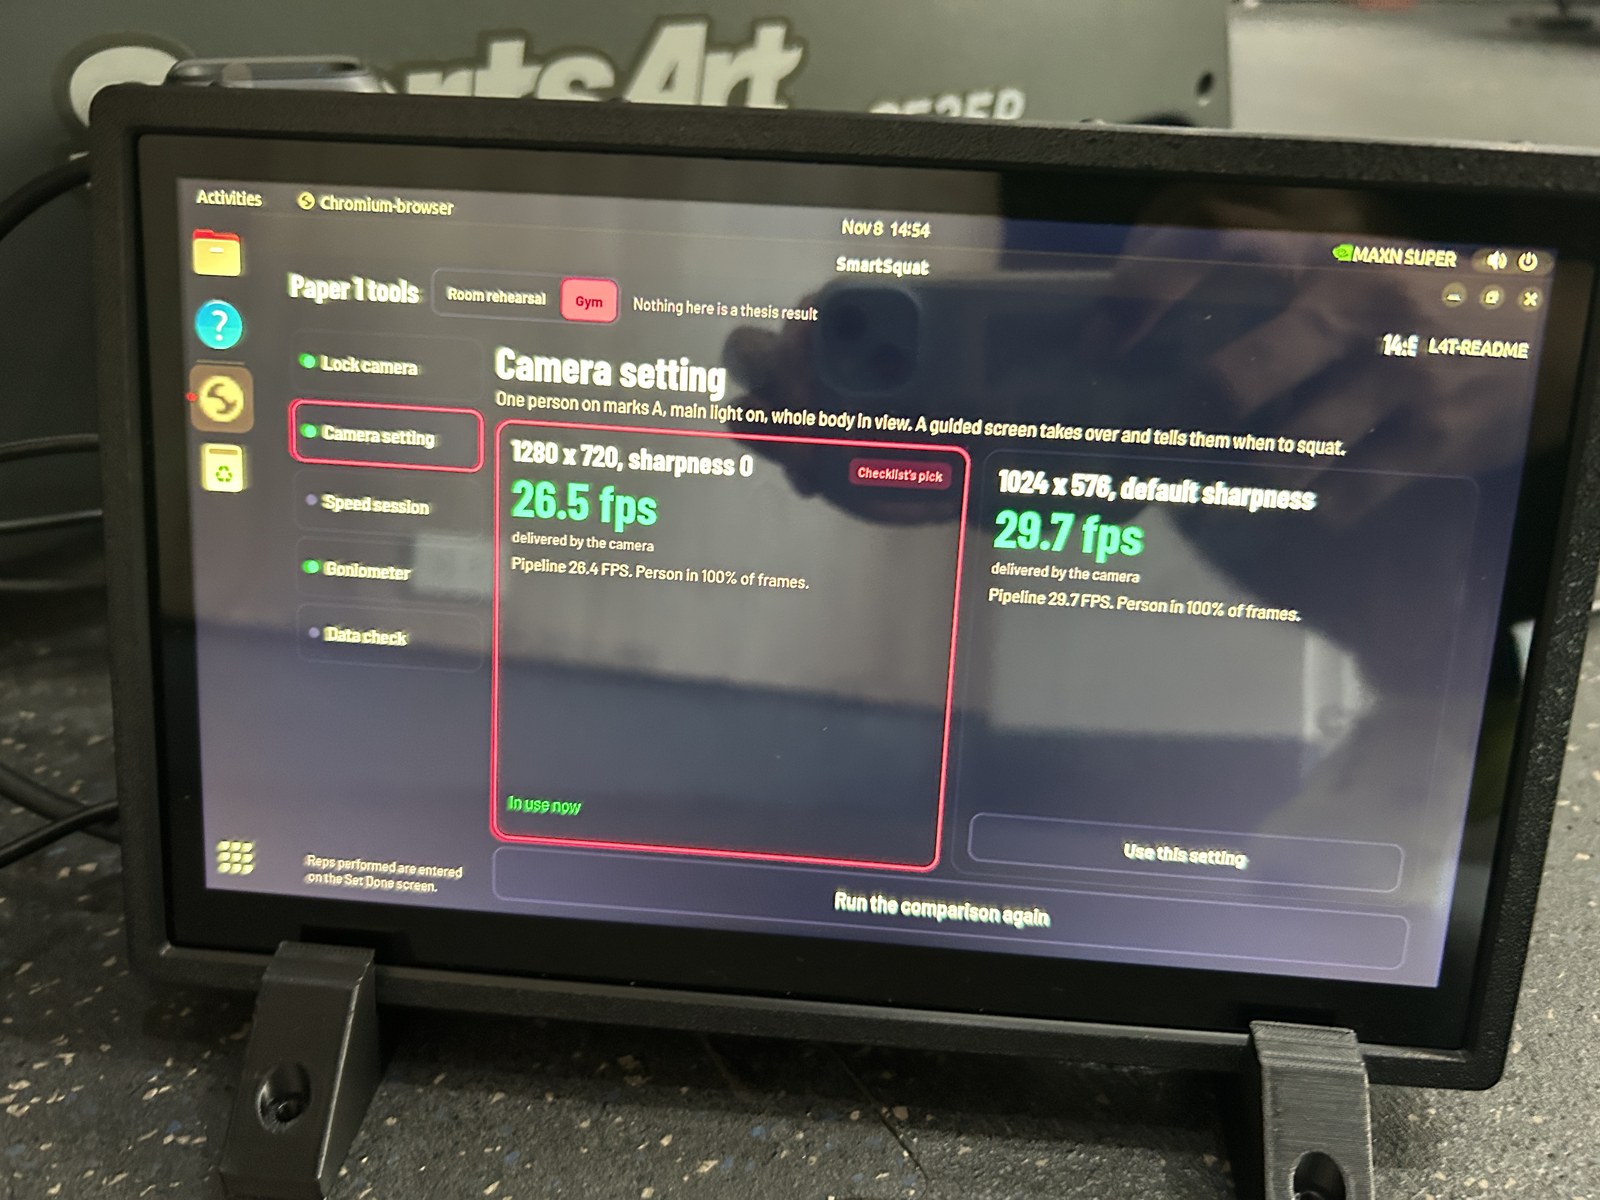 Art
Activities
Chromium-browser
Nov 8 14:54
MAXN SUPER
SmartSquat
Paper 1 tools
Room rehearsal
Gym
Nothing here is a thesis result
L4T-README
Lock camera
Camera setting
Speed session
Goniometer
Data check
Reps performed are entered
on the Set Done screen.
Camera setting
One person on marks A, main light on, whole body in view. A guided screen takes over and tells them when to squat.
1280 x 720, sharpness 0
Checklist's pick
26.5 fps
delivered by the camera
Pipeline 26.4 FPS. Person in 100% of frames.
In use now
1024 x 576, default sharpness
29.7 fps
delivered by the camera
Pipeline 29.7 FPS. Person in 100% of frames.
Use this setting
Run the comparison again